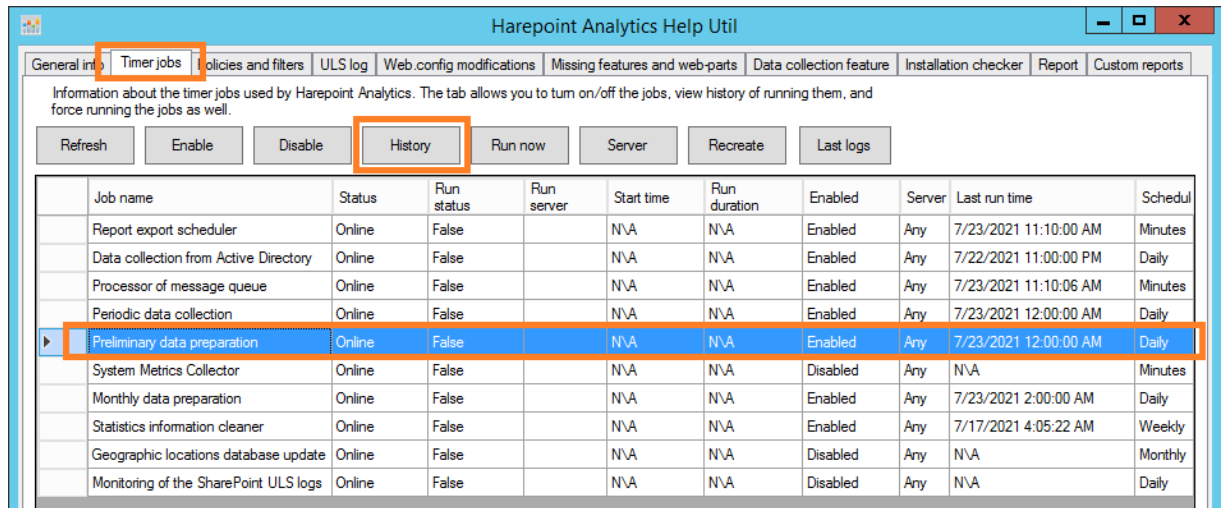 Harepoint Analytics Help Util
General info Timer jobs Policies and filters ULS log Web.config modifications Missing features and web-parts Data collection feature Installation checker Report Custom reports
Information about the timer jobs used by Harepoint Analytics. The tab allows you to turn on/off the jobs, view history of running them, and
force running the jobs as well.
Refresh Enable Disable History Run now Server Recreate Last logs
Job name Status Run status Run server Start time Run duration Enabled Server Last run time Schedul
Report export scheduler Online False N\A N\A Enabled Any 7/23/2021 11:10:00 AM Minutes
Data collection from Active Directory Online False N\A N\A Enabled Any 7/22/2021 11:00:00 PM Daily
Processor of message queue Online False N\A N\A Enabled Any 7/23/2021 11:10:06 AM Minutes
Periodic data collection Online False N\A N\A Enabled Any 7/23/2021 12:00:00 AM Daily
Preliminary data preparation Online False N\A N\A Enabled Any 7/23/2021 12:00:00 AM Daily
System Metrics Collector Online False N\A N\A Disabled Any N\A Minutes
Monthly data preparation Online False N\A N\A Enabled Any 7/23/2021 2:00:00 AM Daily
Statistics information cleaner Online False N\A N\A Enabled Any 7/17/2021 4:05:22 AM Weekly
Geographic locations database update Online False N\A N\A Disabled Any N\A Monthly
Monitoring of the SharePoint ULS logs Online False N\A N\A Disabled Any N\A Daily